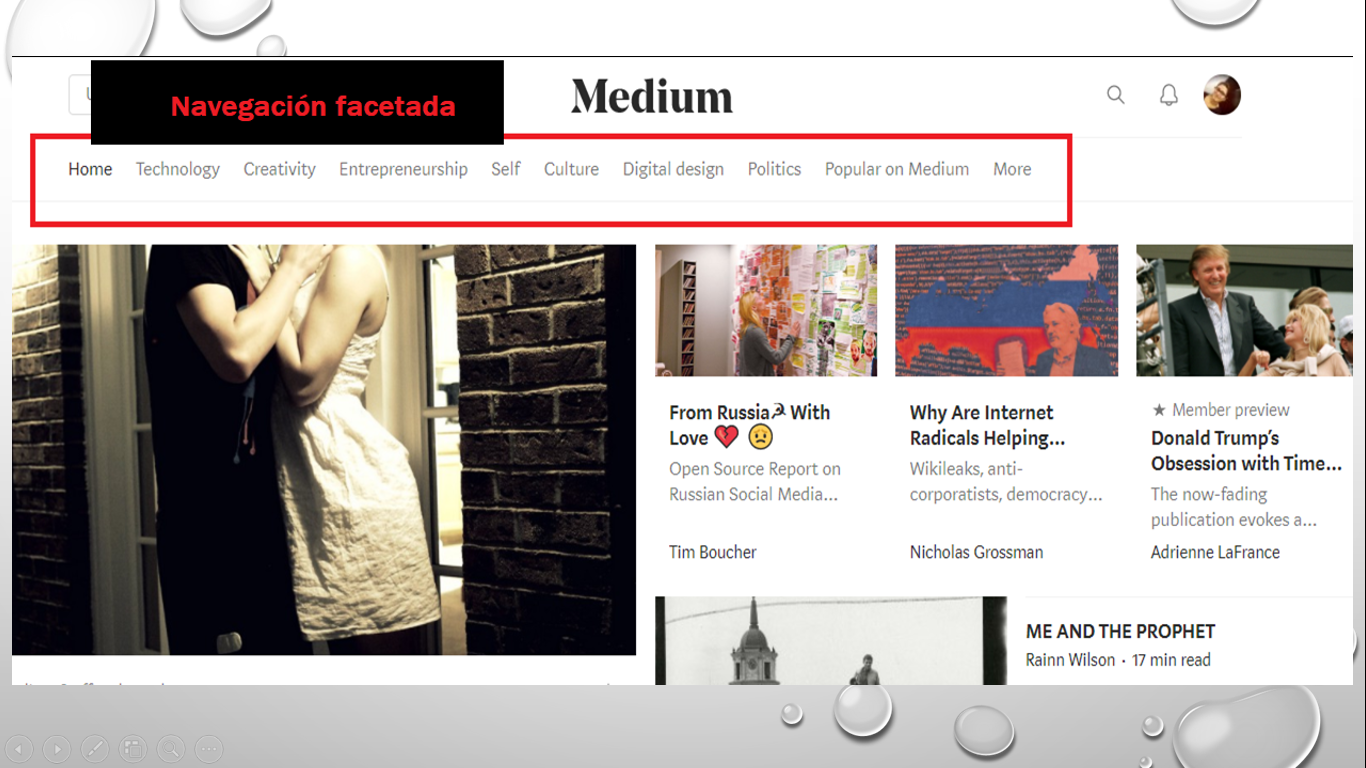 Navegación facetada
Medium
Home Technology Creativity Entrepreneurship Self Culture Digital design Politics Popular on Medium More
From Russia☭ With
Love 💔 😟
Open Source Report on
Russian Social Media...
Tim Boucher
Why Are Internet
Radicals Helping...
Wikileaks, anti-
corporatists, democracy...
Nicholas Grossman
★ Member preview
Donald Trump's
Obsession with Time...
The now-fading
publication evokes a...
Adrienne LaFrance
ME AND THE PROPHET
Rainn Wilson · 17 min read